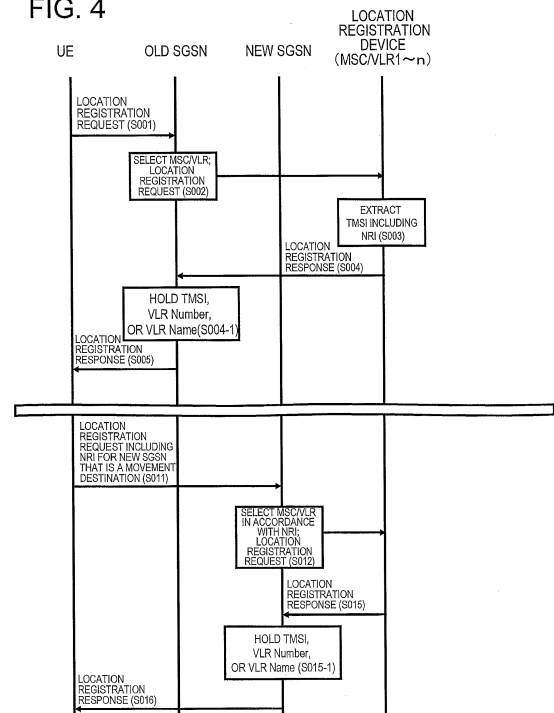 FIG. 4
UE
OLD SGSN
NEW SGSN
LOCATION
REGISTRATION
DEVICE
(MSC/VLR1～n)
LOCATION
REGISTRATION
REQUEST (S001)
SELECT MSC/VLR;
LOCATION
REGISTRATION
REQUEST (S002)
EXTRACT
TMSI INCLUDING
NRI (S003)
LOCATION
REGISTRATION
RESPONSE (S004)
HOLD TMSI,
VLR Number,
OR VLR Name(S004-1)
LOCATION
REGISTRATION
RESPONSE (S005)
LOCATION
REGISTRATION
REQUEST INCLUDING
NRI FOR NEW SGSN
THAT IS A MOVEMENT
DESTINATION (S011)
SELECT MSC/VLR
IN ACCORDANCE
WITH NRI;
LOCATION
REGISTRATION
REQUEST (S012)
LOCATION
REGISTRATION
RESPONSE (S015)
HOLD TMSI,
VLR Number,
OR VLR Name (S015-1)
LOCATION
REGISTRATION
RESPONSE (S016)